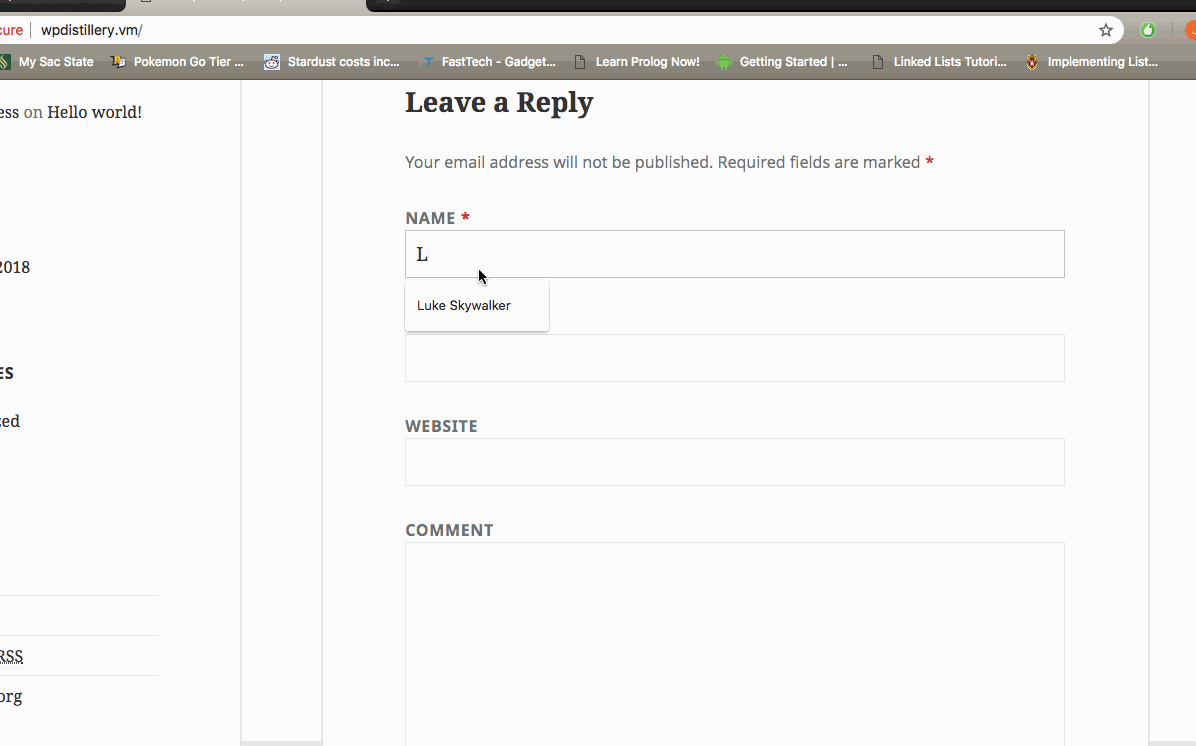 cure wpdistillery.vm/
My Sac State Pokemon Go Tier ... Stardust costs inc... FastTech - Gadget... Learn Prolog Now! Getting Started | ... Linked Lists Tutori... Implementing List...
ess on Hello world!
2018
ES
zed
RSS
org
Leave a Reply
Your email address will not be published. Required fields are marked *
NAME *
L
Luke Skywalker
WEBSITE
COMMENT